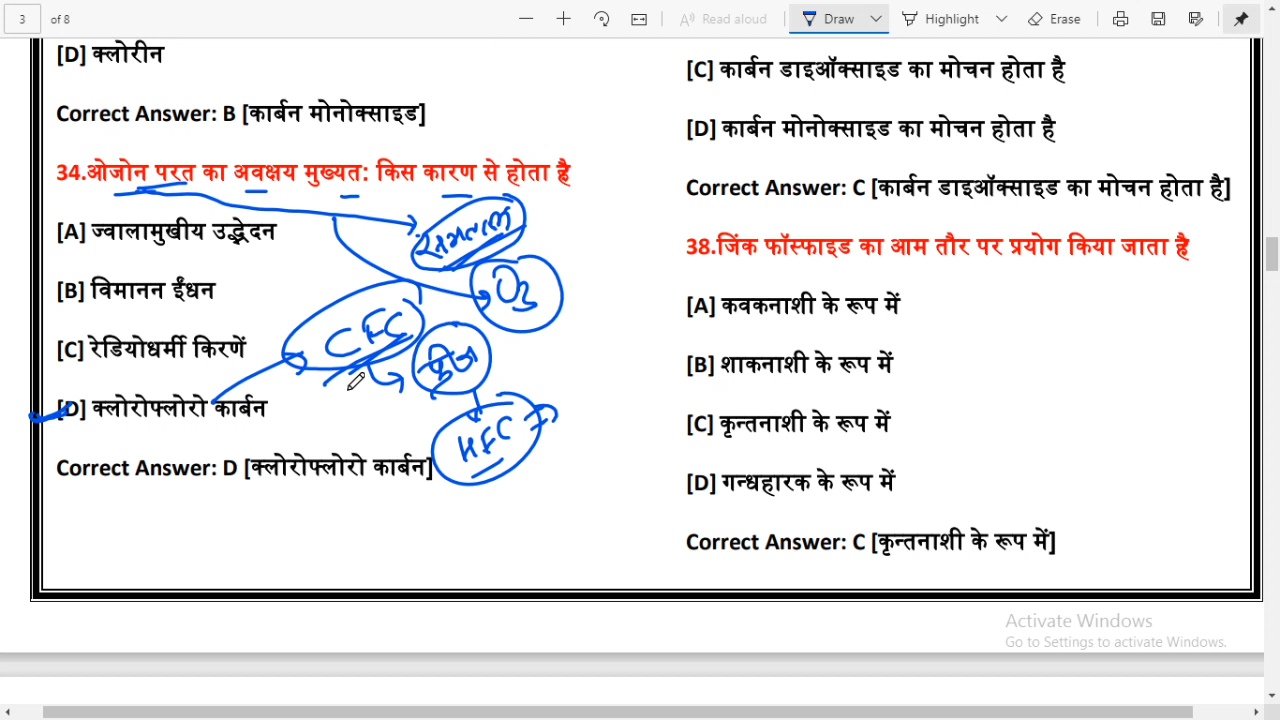 3 of 8
Read aloud
Draw
Highlight
Erase
[D] क्लोरीन
Correct Answer: B [कार्बन मोनोक्साइड]
34.ओजोन परत का अवक्षय मुख्यत: किस कारण से होता है
[A] ज्वालामुखीय उद्भेदन
[B] विमानन ईंधन
[C] रेडियोधर्मी किरणें
[D] क्लोरोफ्लोरो कार्बन
Correct Answer: D [क्लोरोफ्लोरो कार्बन]
समताप
O3
CFC
फ्रीज
HFC
[C] कार्बन डाइऑक्साइड का मोचन होता है
[D] कार्बन मोनोक्साइड का मोचन होता है
Correct Answer: C [कार्बन डाइऑक्साइड का मोचन होता है]
38.जिंक फॉस्फाइड का आम तौर पर प्रयोग किया जाता है
[A] कवकनाशी के रूप में
[B] शाकनाशी के रूप में
[C] कृन्तनाशी के रूप में
[D] गन्धहारक के रूप में
Correct Answer: C [कृन्तनाशी के रूप में]
Activate Windows
Go to Settings to activate Windows.